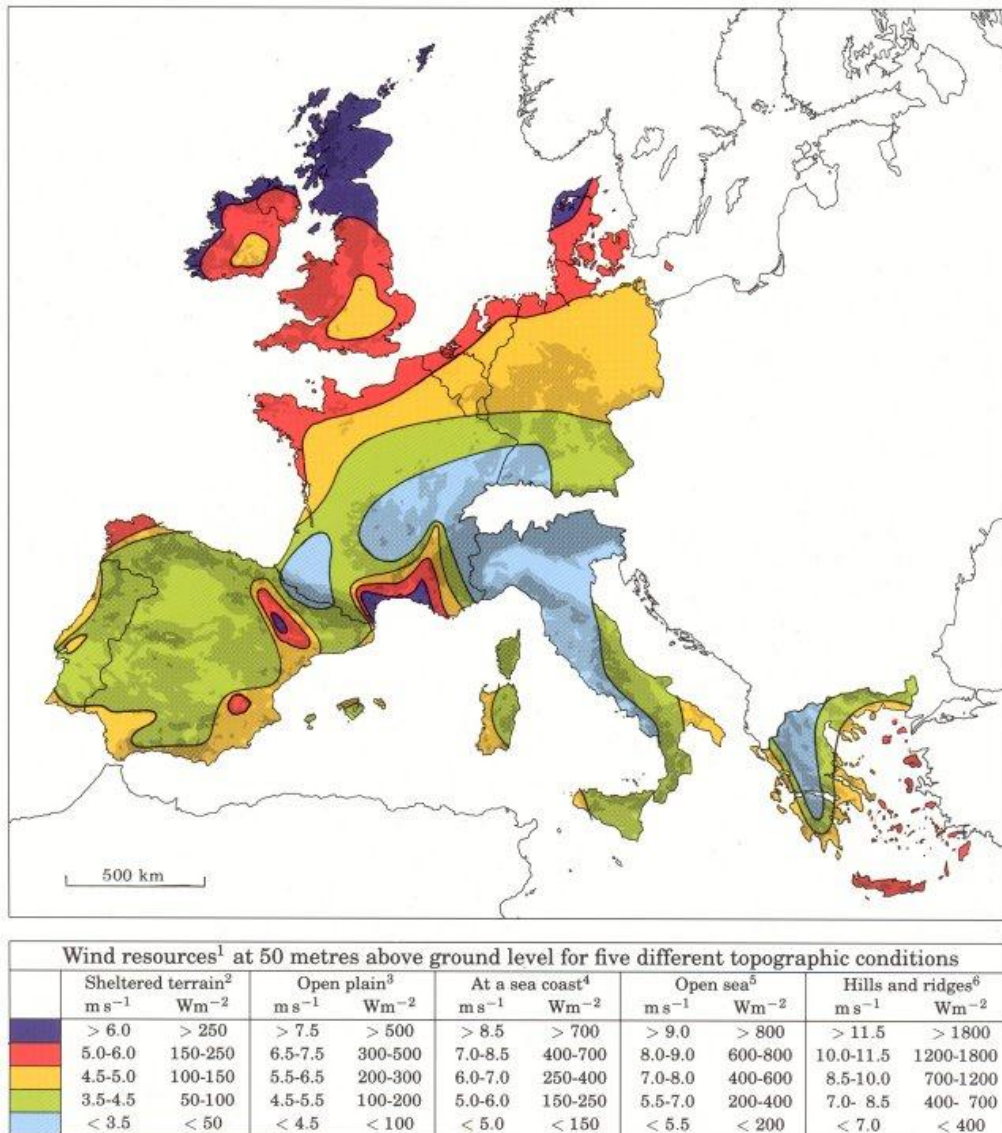 500 km
Wind resources¹ at 50 metres above ground level for five different topographic conditions
Sheltered terrain² Open plain³ At a sea coast⁴ Open sea⁵ Hills and ridges⁶
m s⁻¹ Wm⁻² m s⁻¹ Wm⁻² m s⁻¹ Wm⁻² m s⁻¹ Wm⁻² m s⁻¹ Wm⁻²
> 6.0 > 250 > 7.5 > 500 > 8.5 > 700 > 9.0 > 800 > 11.5 > 1800
5.0-6.0 150-250 6.5-7.5 300-500 7.0-8.5 400-700 8.0-9.0 600-800 10.0-11.5 1200-1800
4.5-5.0 100-150 5.5-6.5 200-300 6.0-7.0 250-400 7.0-8.0 400-600 8.5-10.0 700-1200
3.5-4.5 50-100 4.5-5.5 100-200 5.0-6.0 150-250 5.5-7.0 200-400 7.0- 8.5 400- 700
< 3.5 < 50 < 4.5 < 100 < 5.0 < 150 < 5.5 < 200 < 7.0 < 400